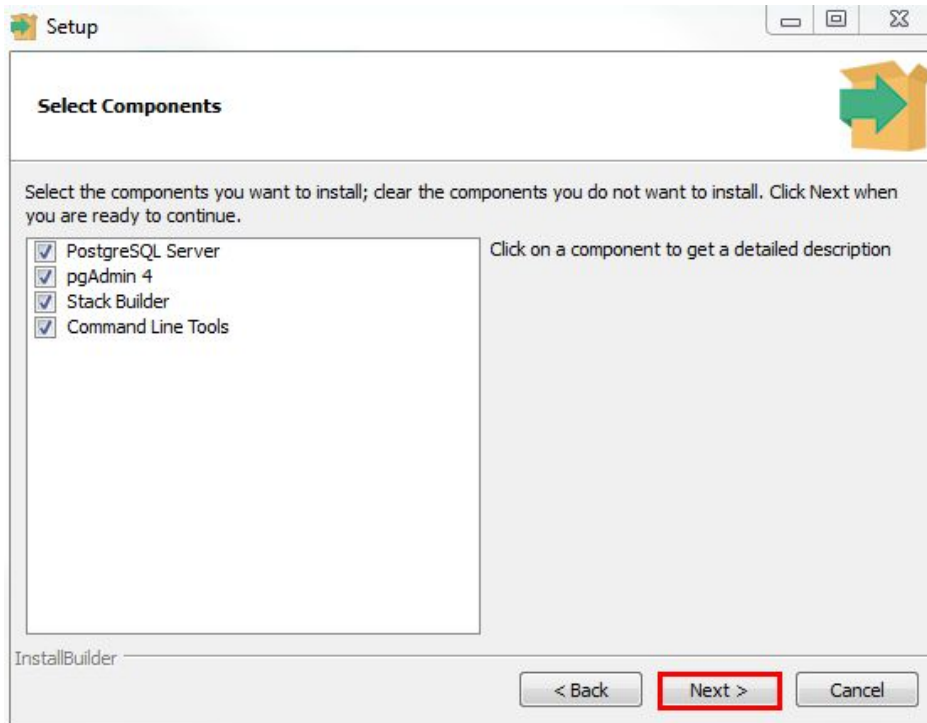 Setup
Select Components
Select the components you want to install; clear the components you do not want to install. Click Next when
you are ready to continue.
PostgreSQL Server
pgAdmin 4
Stack Builder
Command Line Tools
Click on a component to get a detailed description
InstallBuilder
< Back
Next >
Cancel